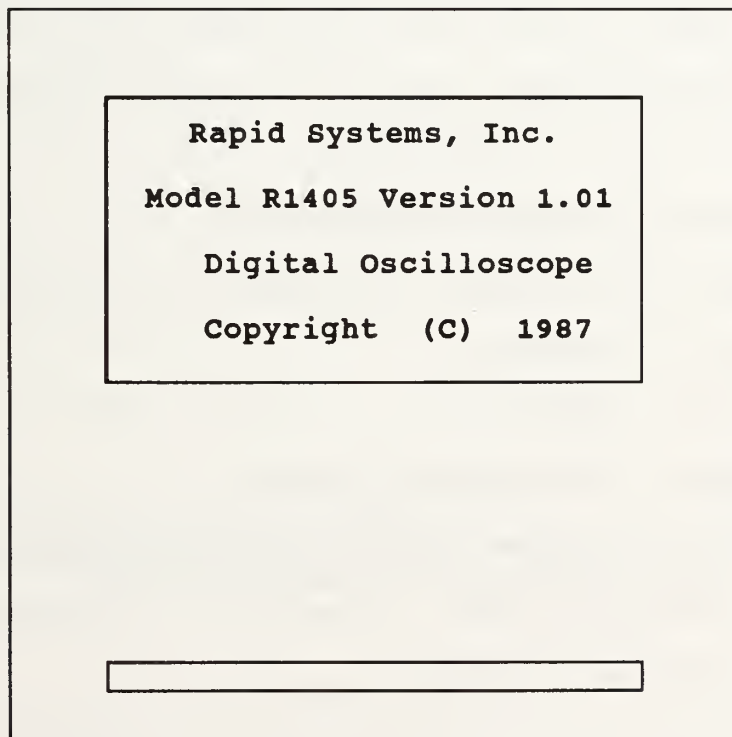 Rapid Systems, Inc.
Model R1405 Version 1.01
Digital Oscilloscope
Copyright (C) 1987